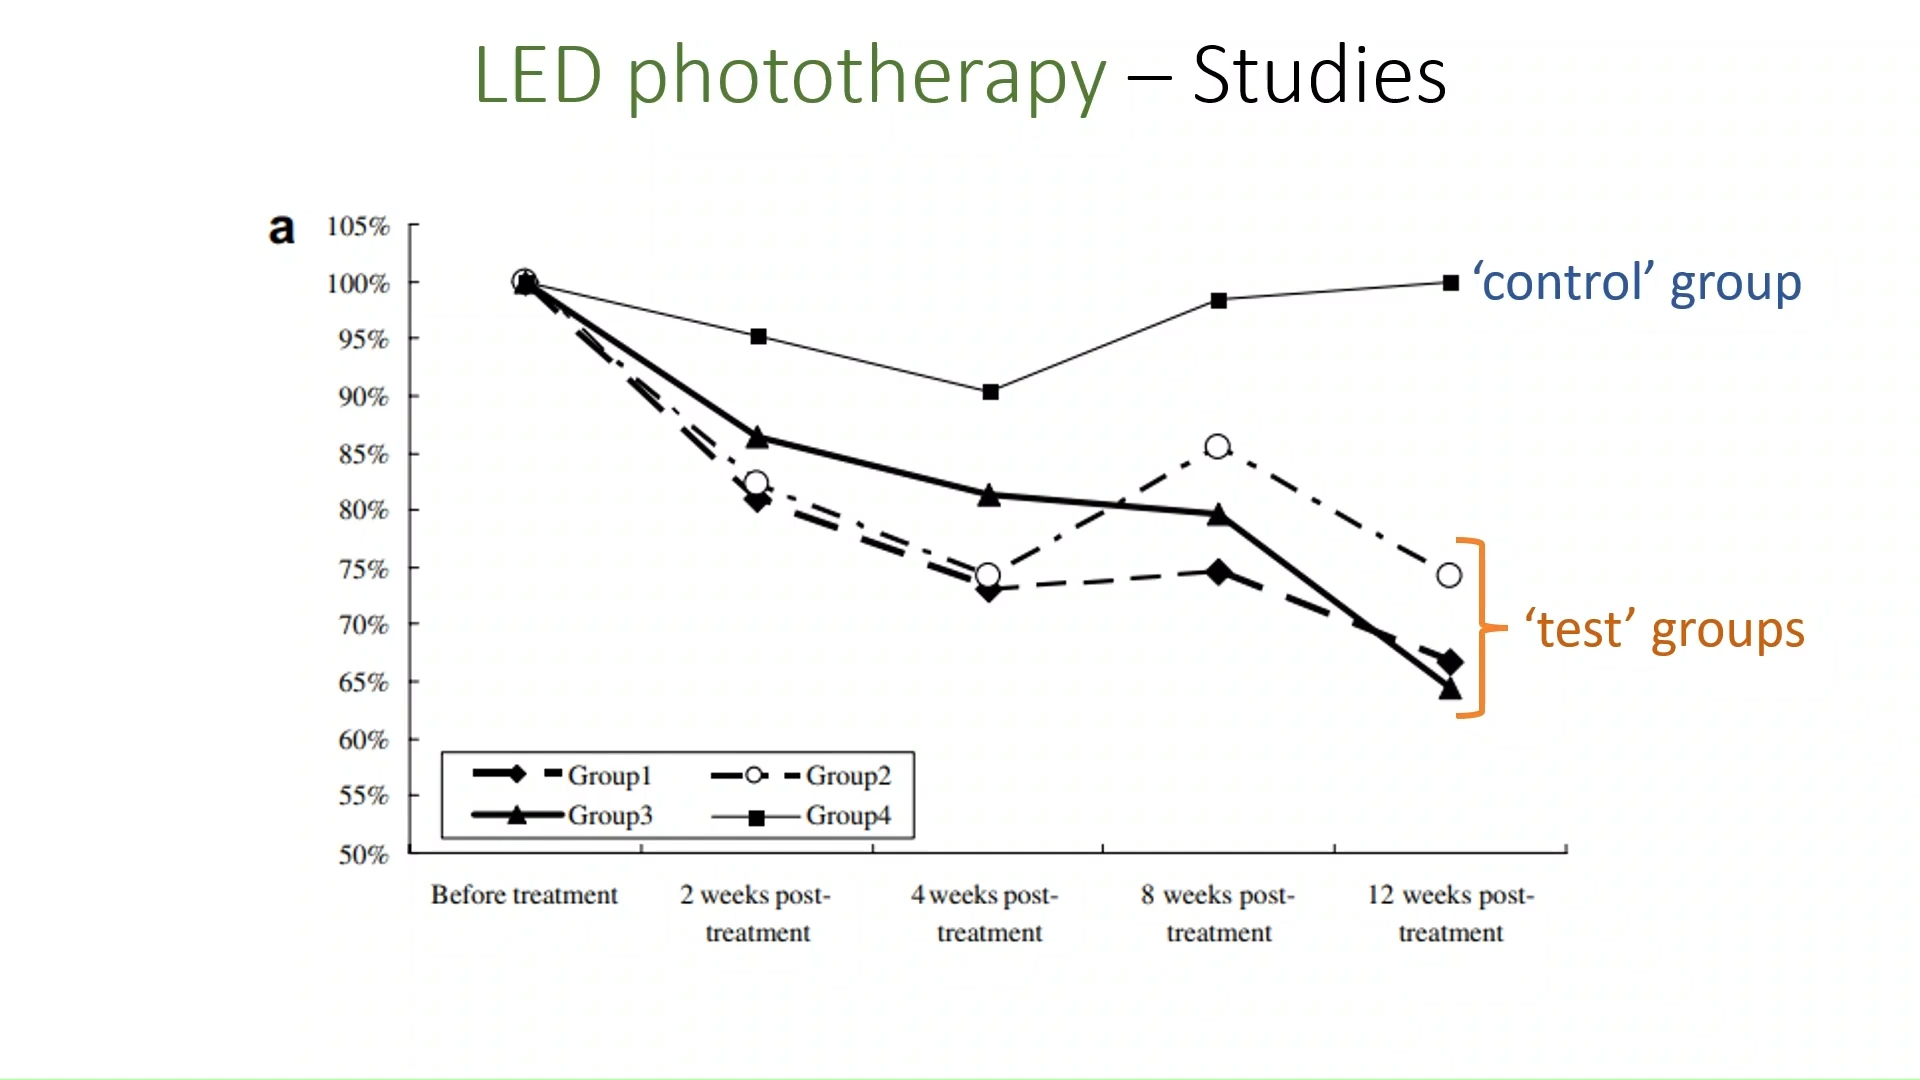 LED phototherapy – Studies
a
105%
100%
95%
90%
85%
80%
75%
70%
65%
60%
55%
50%
‘control’ group
‘test’ groups
Group1 Group2
Group3 Group4
Before treatment
2 weeks post-
treatment
4 weeks post-
treatment
8 weeks post-
treatment
12 weeks post-
treatment